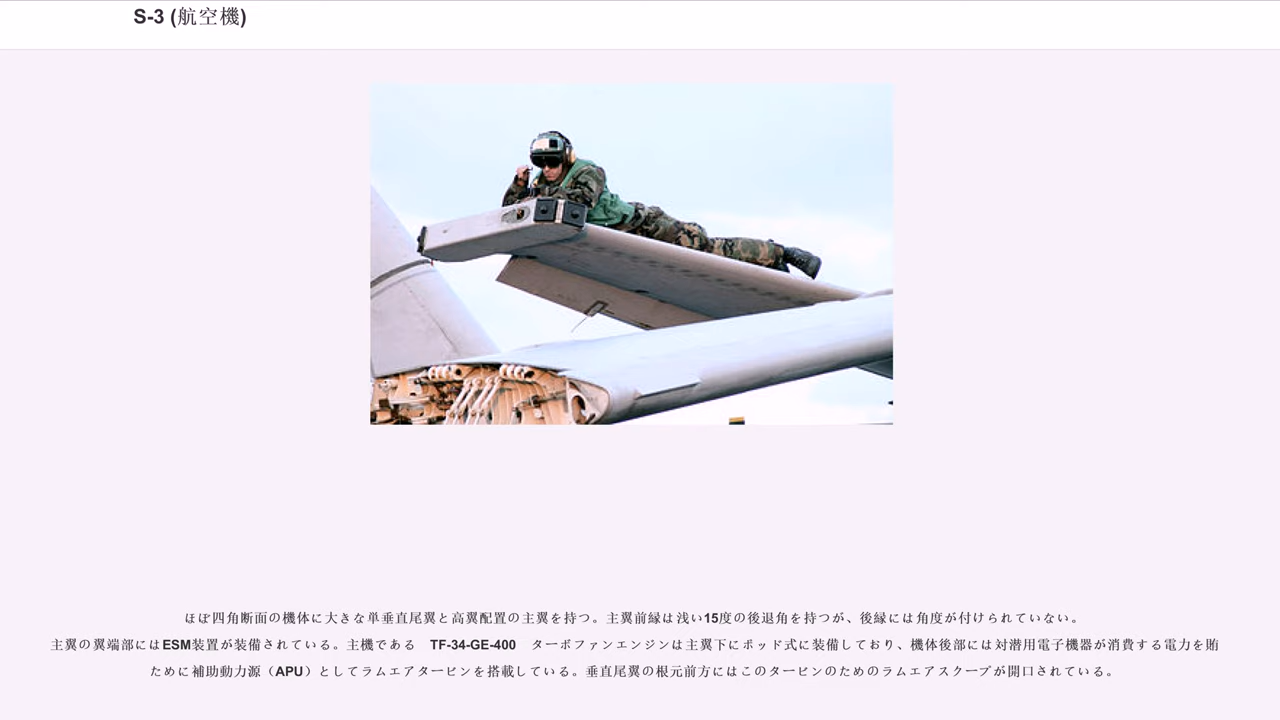 S-3 (航空機)
ほぼ四角断面の機体に大きな単垂直尾翼と高翼配置の主翼を持つ。主翼前縁は浅い15度の後退角を持つが、後縁には角度が付けられていない。
主翼の翼端部にはESM装置が装備されている。主機である　TF-34-GE-400　ターボファンエンジンは主翼下にポッド式に装備しており、機体後部には対潜用電子機器が消費する電力を賄
ために補助動力源（APU）としてラムエアタービンを搭載している。垂直尾翼の根元前方にはこのタービンのためのラムエアスクープが開口されている。